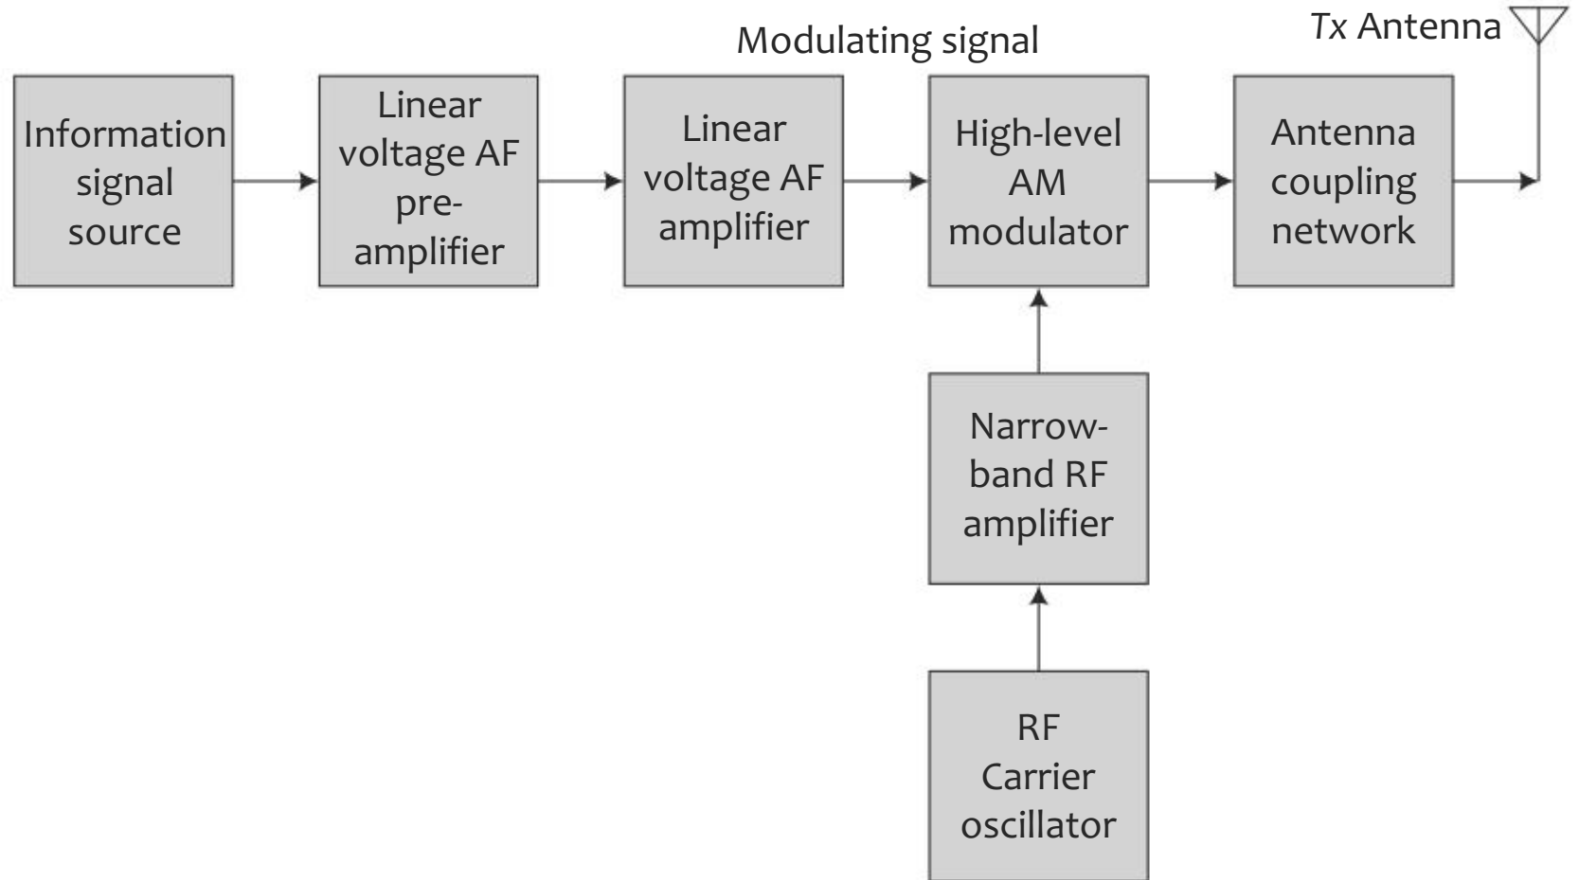 Modulating signal
Tx Antenna
Information
signal
source
Linear
voltage AF
pre-
amplifier
Linear
voltage AF
amplifier
High-level
AM
modulator
Antenna
coupling
network
Narrow-
band RF
amplifier
RF
Carrier
oscillator